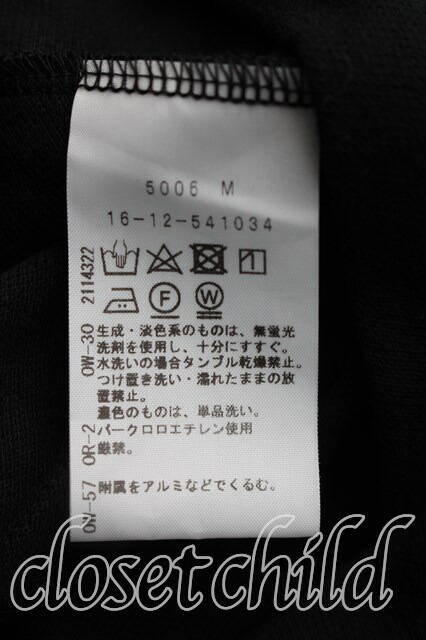 5006 M
16-12-541034
F
W
OW-57 OR-2 OW-30 2114322
生成・淡色系のものは、無蛍光
洗剤を使用し、十分にすすぐ。
水洗いの場合タンブル乾燥禁止。
つけ置き洗い・濡れたままの放
置禁止。
濃色のものは、単品洗い。
パークロロエチレン使用
厳禁。
附属をアルミなどでくるむ。
closet child